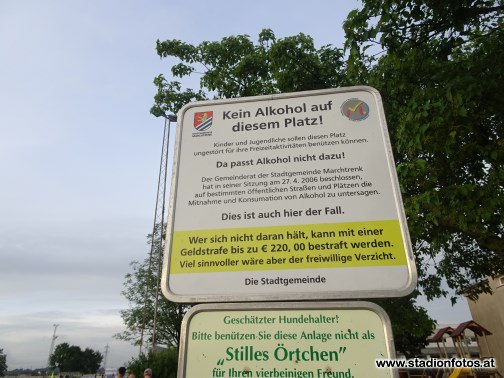 Kein Alkohol auf
diesem Platz!
Kinder und Jugendliche sollen diesen Platz
ungestört für ihre Freizeitaktivitäten benützen können.
Da passt Alkohol nicht dazu!
Der Gemeinderat der Stadtgemeinde Marchtrenk
hat in seiner Sitzung am 27. 4. 2006 beschlossen,
auf bestimmten öffentlichen Straßen und Plätzen die
Mitnahme und Konsumation von Alkohol zu untersagen.
Dies ist auch hier der Fall.
Wer sich nicht daran hält, kann mit einer
Geldstrafe bis zu € 220, 00 bestraft werden.
Viel sinnvoller wäre aber der freiwillige Verzicht.
Die Stadtgemeinde
Geschätzter Hundehalter!
Bitte benützen Sie diese Anlage nicht als
"Stilles Örtchen"
für Ihren vierbeinigen Freund.
www.stadionfotos.at